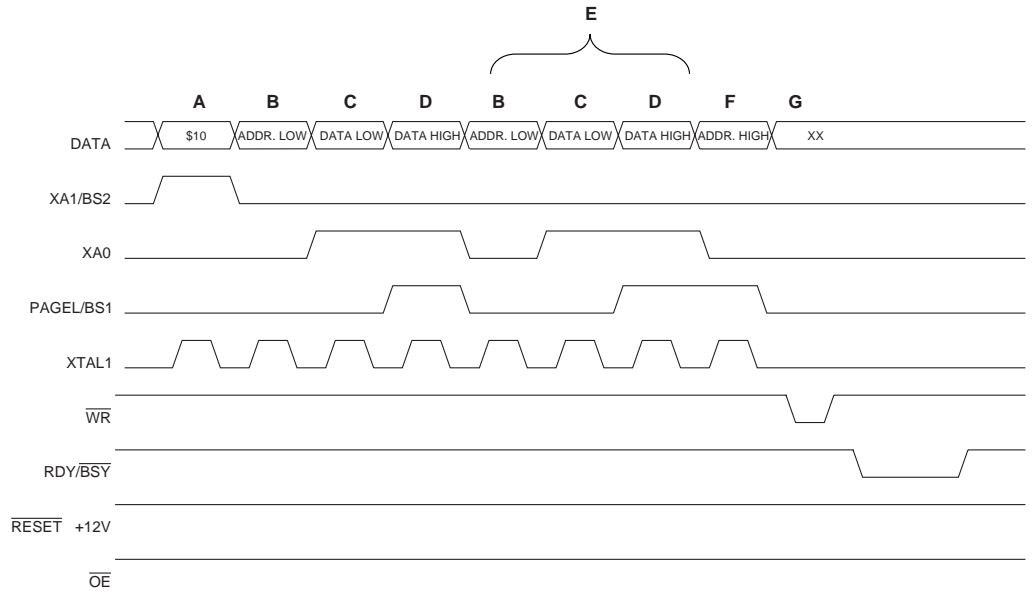 E
A B C D B C D F G
DATA $10 ADDR. LOW DATA LOW DATA HIGH ADDR. LOW DATA LOW DATA HIGH ADDR. HIGH XX
XA1/BS2
XA0
PAGEL/BS1
XTAL1
WR
RDY/BSY
RESET +12V
OE